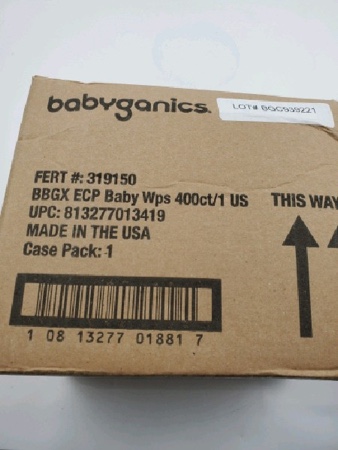 babyganics.
LOT# BGC939221
FERT #: 319150
BBGX ECP Baby Wps 400ct/1 US
THIS WAY
UPC: 813277013419
MADE IN THE USA
Case Pack: 1
1 08 13277 01881 7